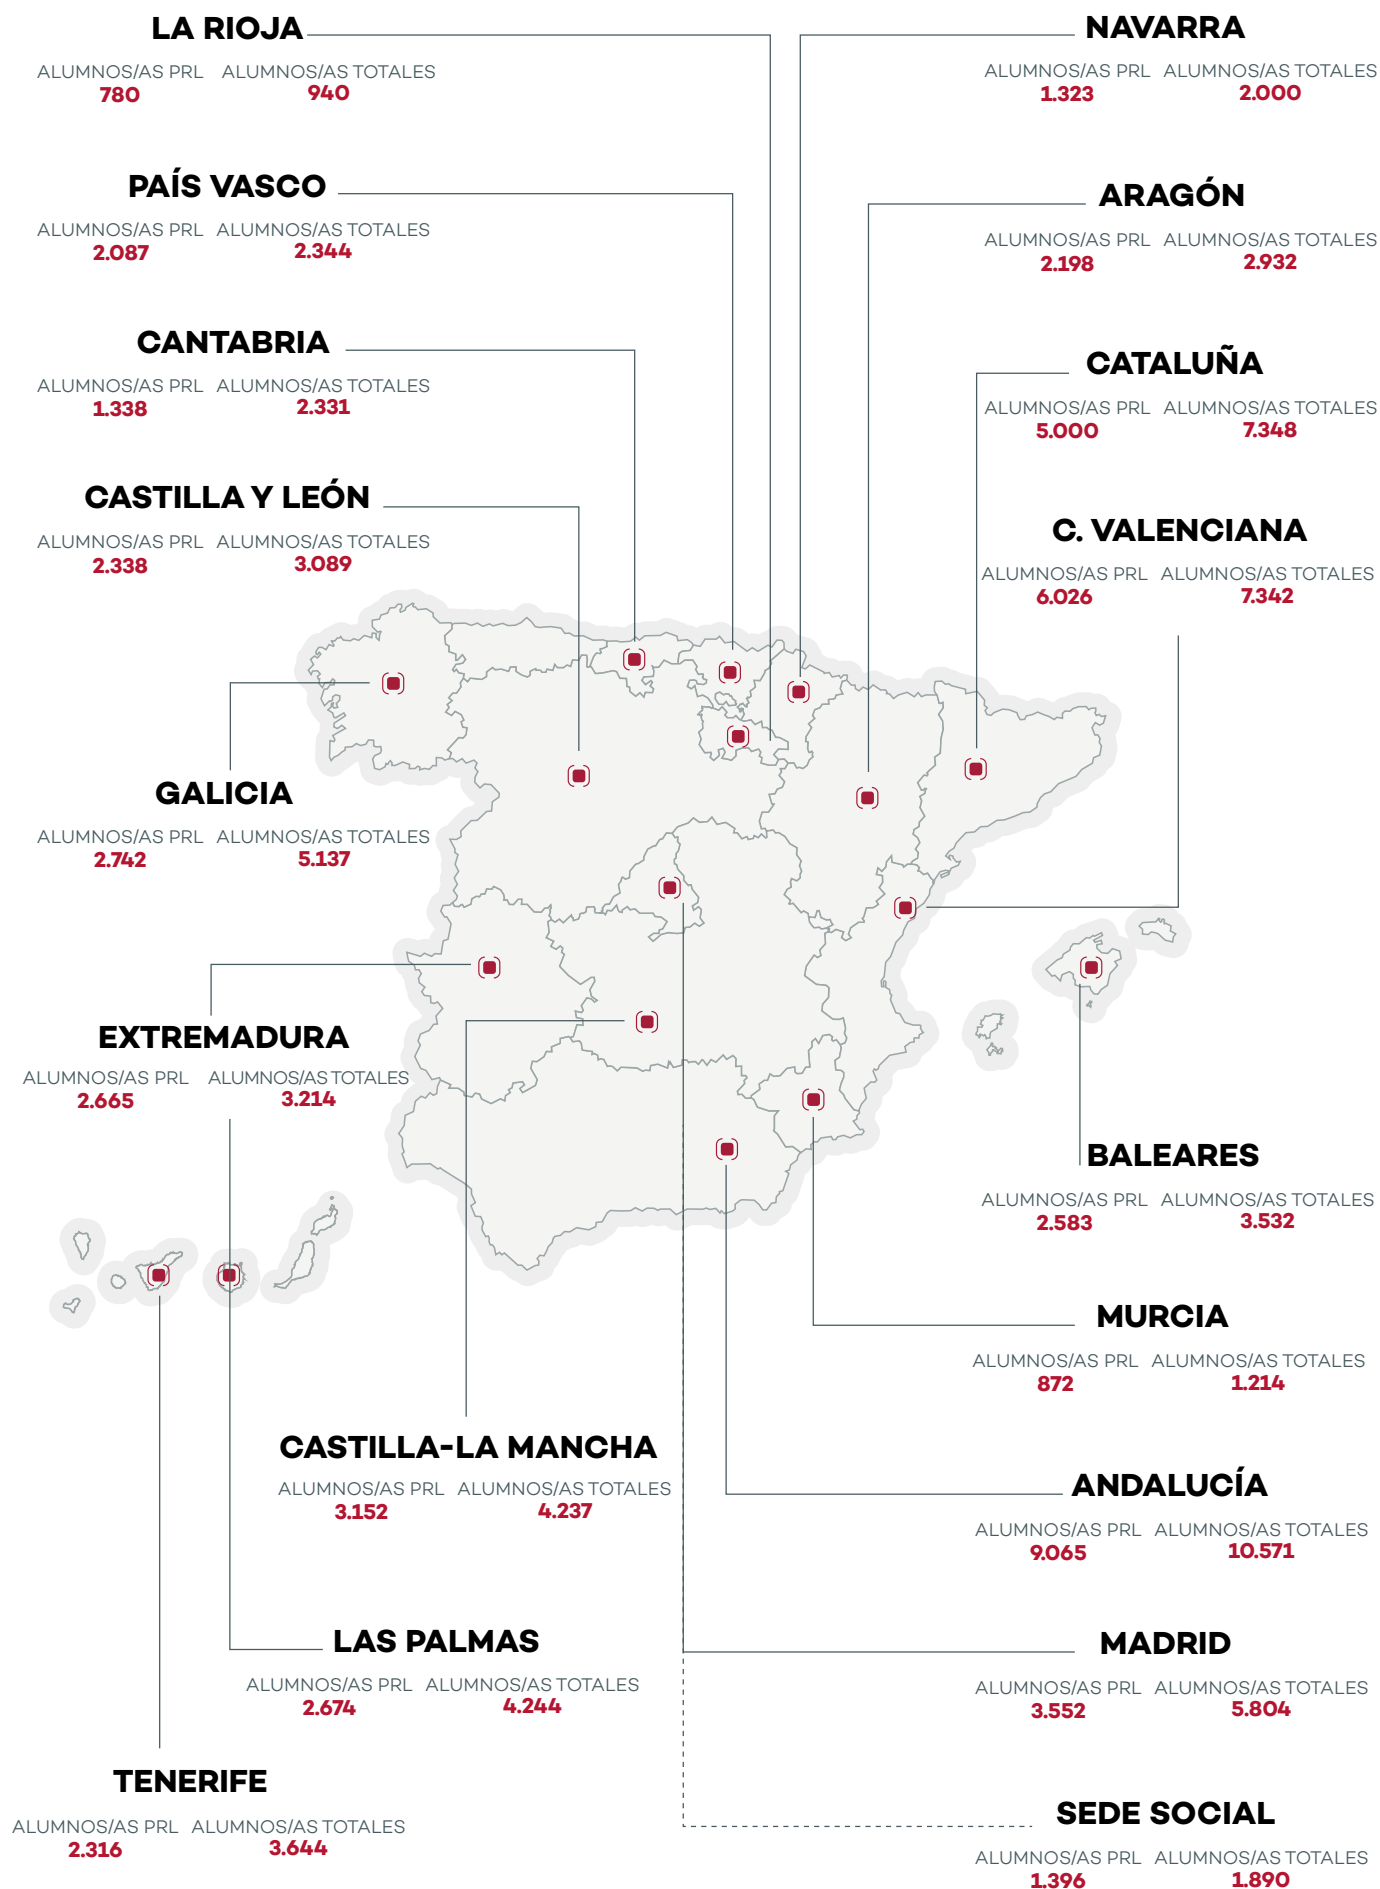 LA RIOJA
ALUMNOS/AS PRL ALUMNOS/AS TOTALES
780 940
PAÍS VASCO
ALUMNOS/AS PRL ALUMNOS/AS TOTALES
2.087 2.344
CANTABRIA
ALUMNOS/AS PRL ALUMNOS/AS TOTALES
1.338 2.331
CASTILLA Y LEÓN
ALUMNOS/AS PRL ALUMNOS/AS TOTALES
2.338 3.089
GALICIA
ALUMNOS/AS PRL ALUMNOS/AS TOTALES
2.742 5.137
EXTREMADURA
ALUMNOS/AS PRL ALUMNOS/AS TOTALES
2.665 3.214
CASTILLA-LA MANCHA
ALUMNOS/AS PRL ALUMNOS/AS TOTALES
3.152 4.237
LAS PALMAS
ALUMNOS/AS PRL ALUMNOS/AS TOTALES
2.674 4.244
TENERIFE
ALUMNOS/AS PRL ALUMNOS/AS TOTALES
2.316 3.644
NAVARRA
ALUMNOS/AS PRL ALUMNOS/AS TOTALES
1.323 2.000
ARAGÓN
ALUMNOS/AS PRL ALUMNOS/AS TOTALES
2.198 2.932
CATALUÑA
ALUMNOS/AS PRL ALUMNOS/AS TOTALES
5.000 7.348
C. VALENCIANA
ALUMNOS/AS PRL ALUMNOS/AS TOTALES
6.026 7.342
BALEARES
ALUMNOS/AS PRL ALUMNOS/AS TOTALES
2.583 3.532
MURCIA
ALUMNOS/AS PRL ALUMNOS/AS TOTALES
872 1.214
ANDALUCÍA
ALUMNOS/AS PRL ALUMNOS/AS TOTALES
9.065 10.571
MADRID
ALUMNOS/AS PRL ALUMNOS/AS TOTALES
3.552 5.804
SEDE SOCIAL
ALUMNOS/AS PRL ALUMNOS/AS TOTALES
1.396 1.890